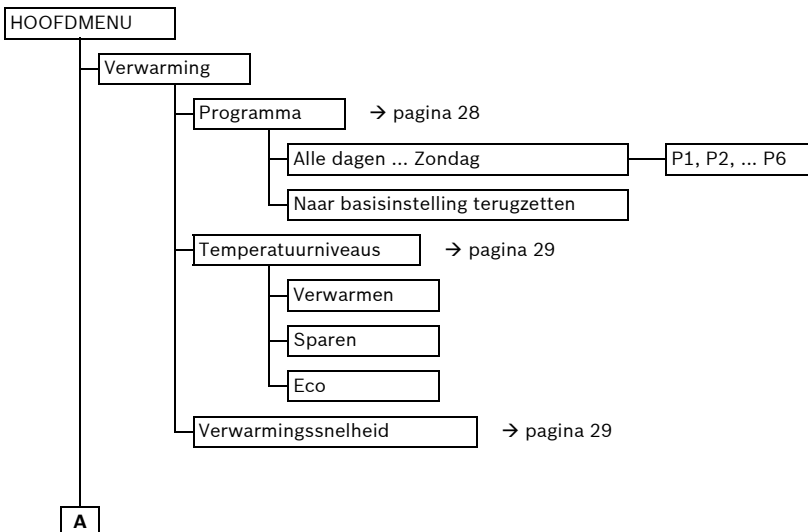 HOOFDMENU
Verwarming
Programma → pagina 28
Alle dagen ... Zondag P1, P2, ... P6
Naar basisinstelling terugzetten
Temperatuurniveaus → pagina 29
Verwarmen
Sparen
Eco
Verwarmingssnelheid → pagina 29
A